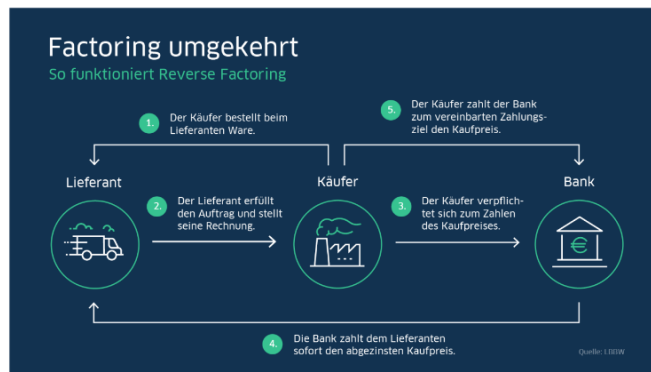 Factoring umgekehrt
So funktioniert Reverse Factoring
1. Der Käufer bestellt beim
Lieferanten Ware.
5. Der Käufer zahlt der Bank
zum vereinbarten Zahlungs-
ziel den Kaufpreis.
Lieferant
Käufer
Bank
2. Der Lieferant erfüllt
den Auftrag und stellt
seine Rechnung.
3. Der Käufer verpflich-
tet sich zum Zahlen
des Kaufpreises.
€
4. Die Bank zahlt dem Lieferanten
sofort den abgezinsten Kaufpreis.
Quelle: LBBW